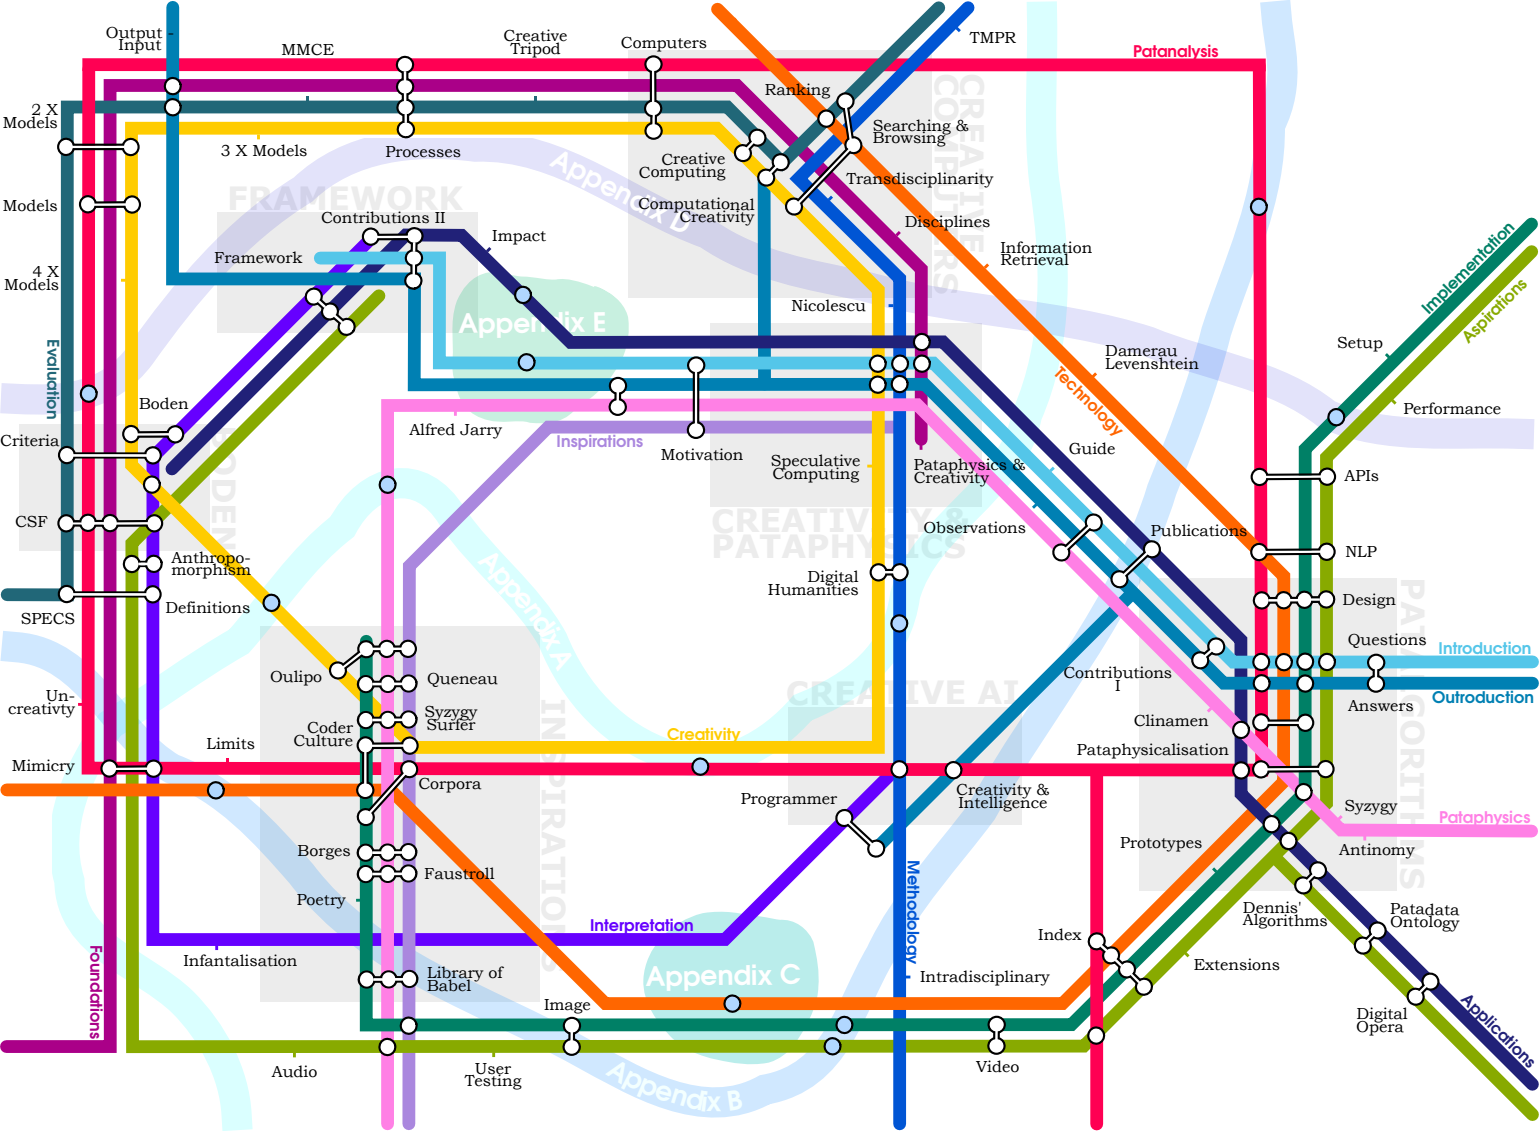 Output
Input
MMCE
Creative
Tripod
Computers
TMPR
Patanalysis
2 X
Models
3 X Models
Processes
Ranking
Searching &
Browsing
Creative
Computing
Transdisciplinarity
CREATIVE
COMPUTERS
Appendix D
FRAMEWORK
Models
Contributions II
Computational
Creativity
Disciplines
Impact
Framework
Information
Retrieval
4 X
Models
Implementation
Aspirations
Nicolescu
Appendix E
Setup
Evaluation
Damerau
Levenshtein
Technology
Boden
Performance
Criteria
BODEN
Alfred Jarry
Inspirations
Motivation
Guide
Speculative
Computing
Pataphysics &
Creativity
APIs
CSF
CREATIVITY &
PATAPHYSICS
Observations
Publications
NLP
Anthropo-
morphism
Appendix A
Digital
Humanities
PATALGORITHMS
Design
Definitions
SPECS
Questions
Introduction
Oulipo
Queneau
Contributions
I
Outroduction
Answers
Un-
creativty
CREATIVE AI
INSPIRATIONS
Syzygy
Surfer
Coder
Culture
Creativity
Clinamen
Limits
Pataphysicalisation
Mimicry
Corpora
Creativity &
Intelligence
Programmer
Syzygy
Pataphysics
Antinomy
Prototypes
Borges
Faustroll
Methodology
Poetry
Dennis'
Algorithms
Patadata
Ontology
Interpretation
Index
Foundations
Infantalisation
Library of
Babel
Appendix C
Intradisciplinary
Extensions
Image
Digital
Opera
Applications
Audio
User
Testing
Video
Appendix B